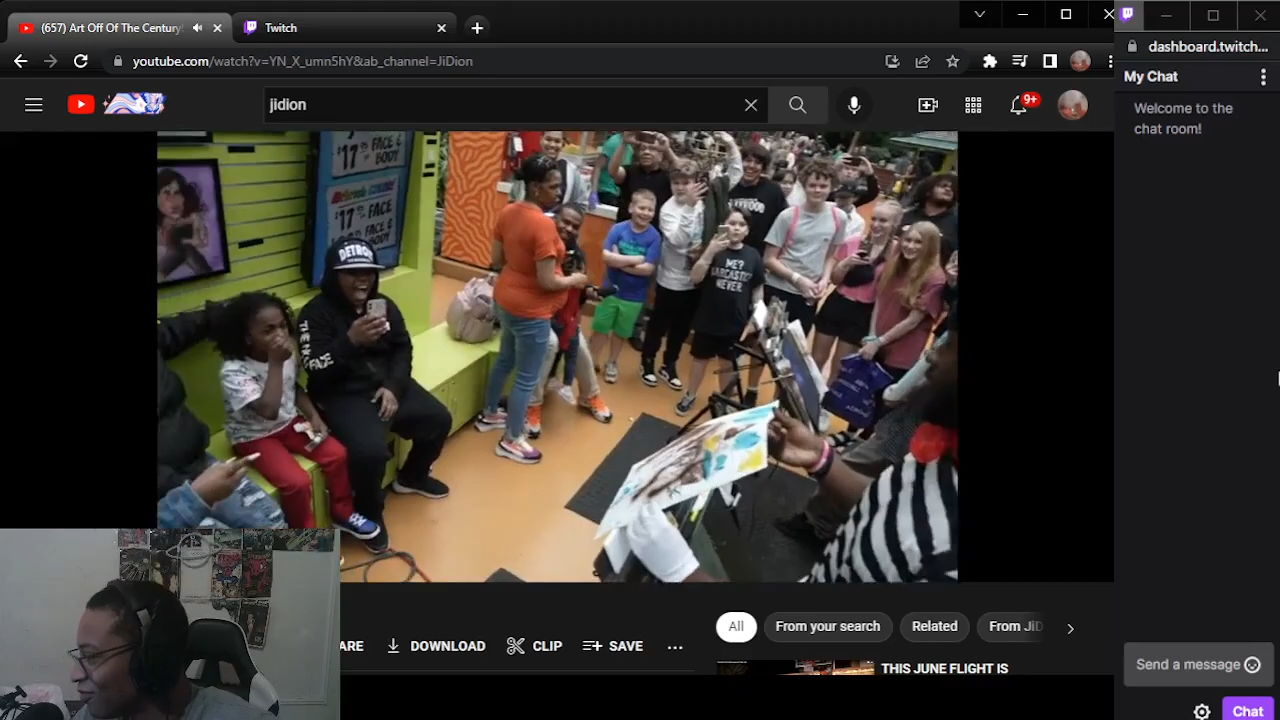 (657) Art Off Of The Century
Twitch
youtube.com/watch?v=YN_X_umn5hY&ab_channel=JiDion
dashboard.twitch...
jidion
9+
My Chat
Welcome to the
chat room!
$17
FACE &
BODY
$17
FACE
DETROIT
ME?
SARCASTIC
NEVER
All
From your search
Related
From JiD
ARE
DOWNLOAD
CLIP
SAVE
THIS JUNE FLIGHT IS
Send a message
Chat